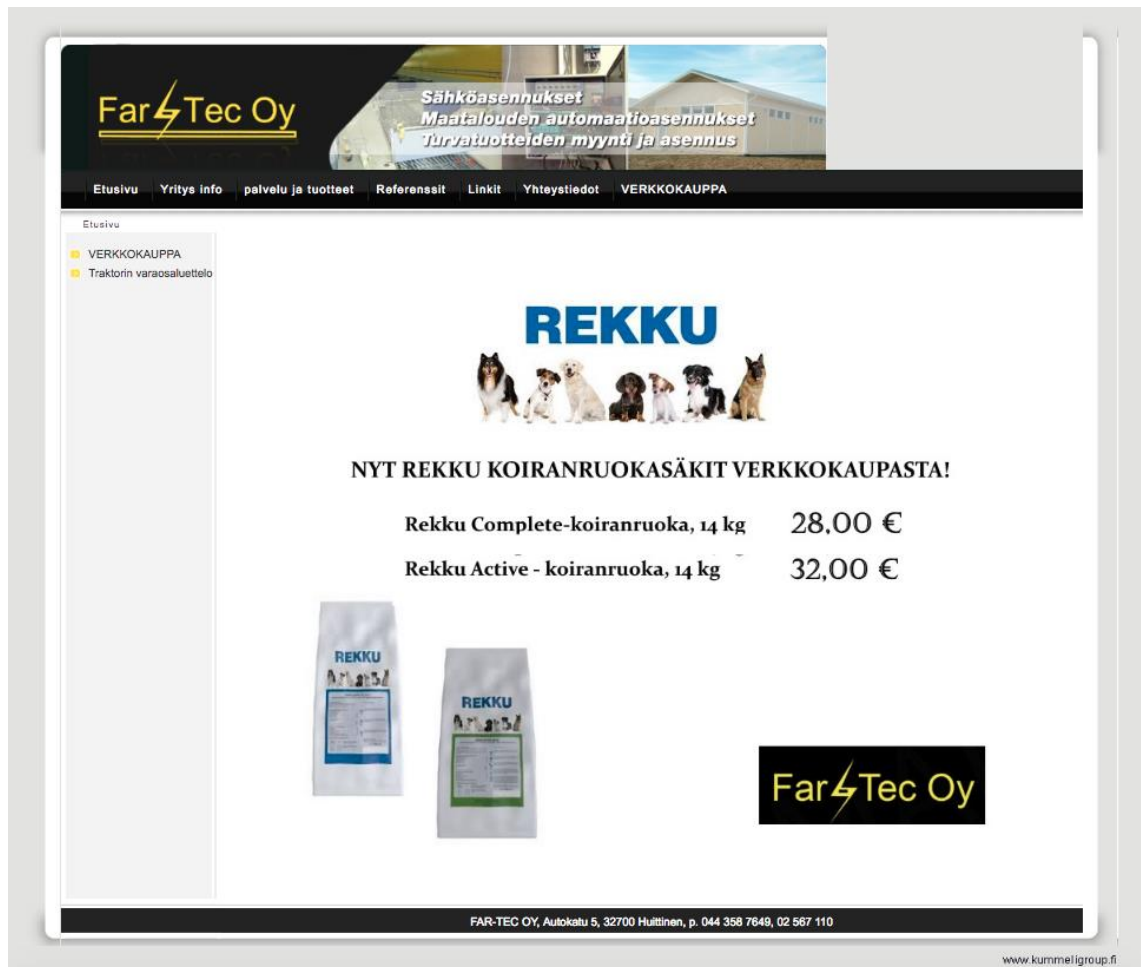 Far Tec Oy
Sähköasennukset
Maatalouden automaatioasennukset
Turvatuotteiden myynti ja asennus
Etusivu Yritys info palvelu ja tuotteet Referenssit Linkit Yhteystiedot VERKKOKAUPPA
Etusivu
VERKKOKAUPPA
Traktorin varaosaluettelo
REKKU
NYT REKKU KOIRANRUOKASÄKIT VERKKOKAUPASTA!
Rekku Complete-koiranruoka, 14 kg 28,00 €
Rekku Active - koiranruoka, 14 kg 32,00 €
REKKU
REKKU
Far Tec Oy
FAR-TEC OY, Autokatu 5, 32700 Huittinen, p. 044 358 7649, 02 567 110
www.kummeligroup.fi